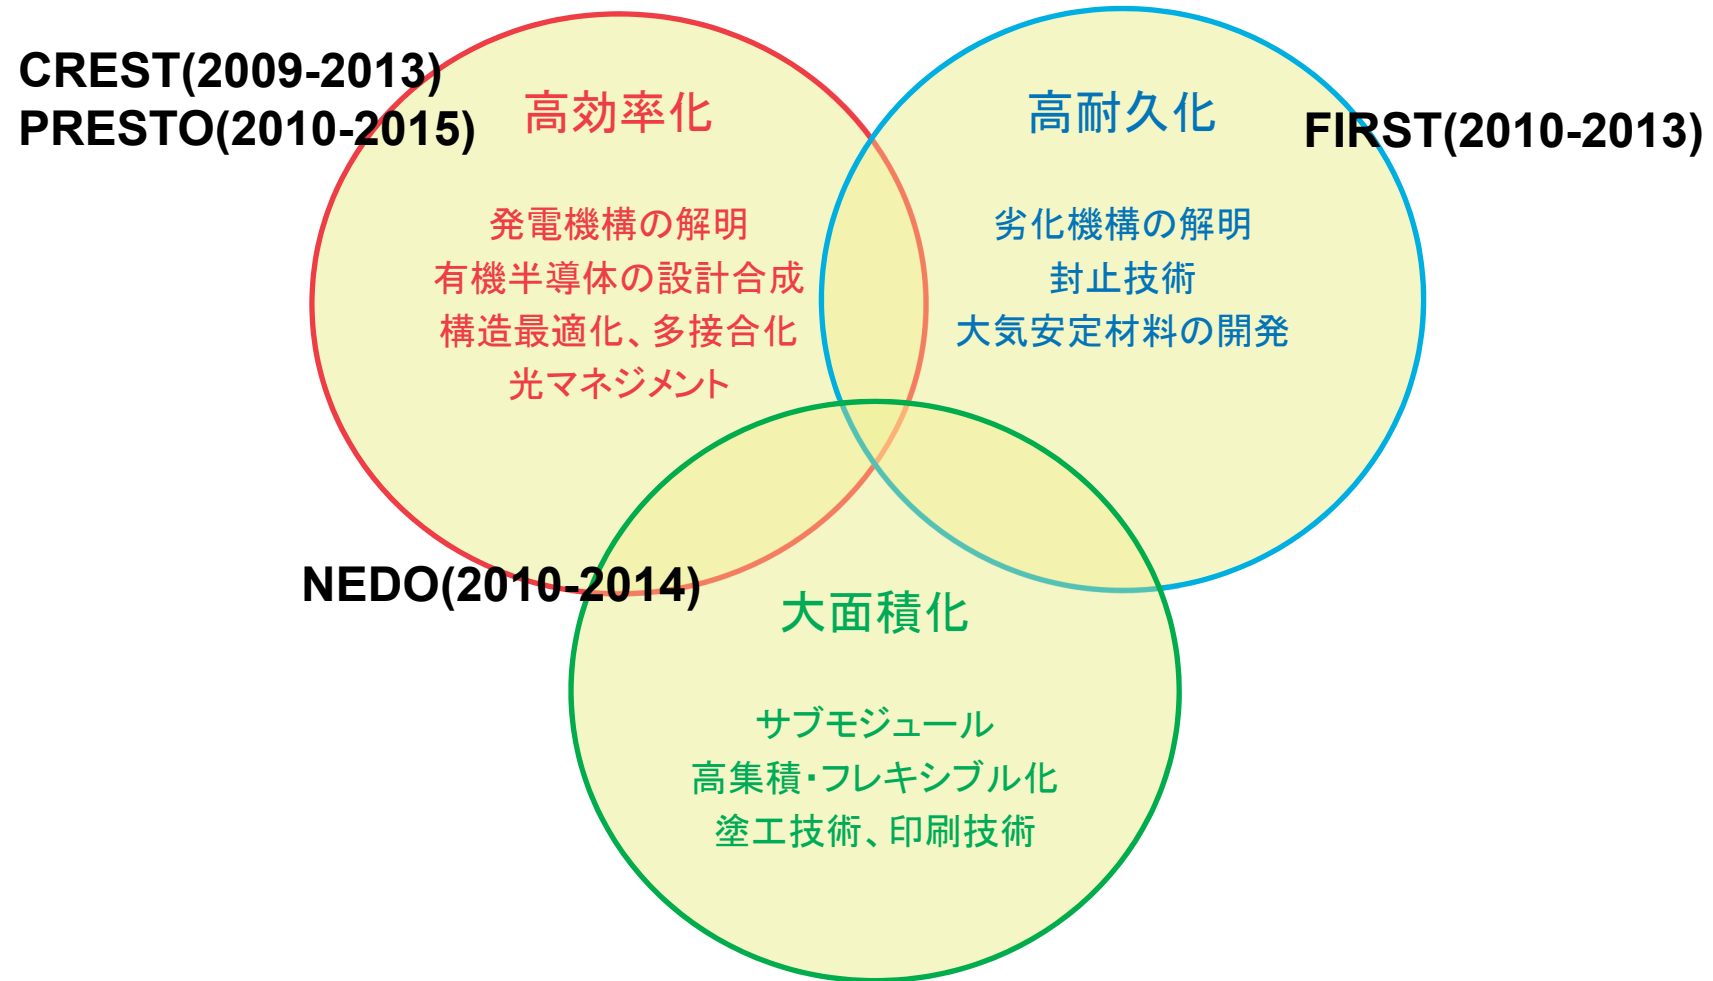 CREST(2009-2013)
PRESTO(2010-2015)
高効率化
発電機構の解明
有機半導体の設計合成
構造最適化、多接合化
光マネジメント
高耐久化
FIRST(2010-2013)
劣化機構の解明
封止技術
大気安定材料の開発
NEDO(2010-2014)
大面積化
サブモジュール
高集積・フレキシブル化
塗工技術、印刷技術